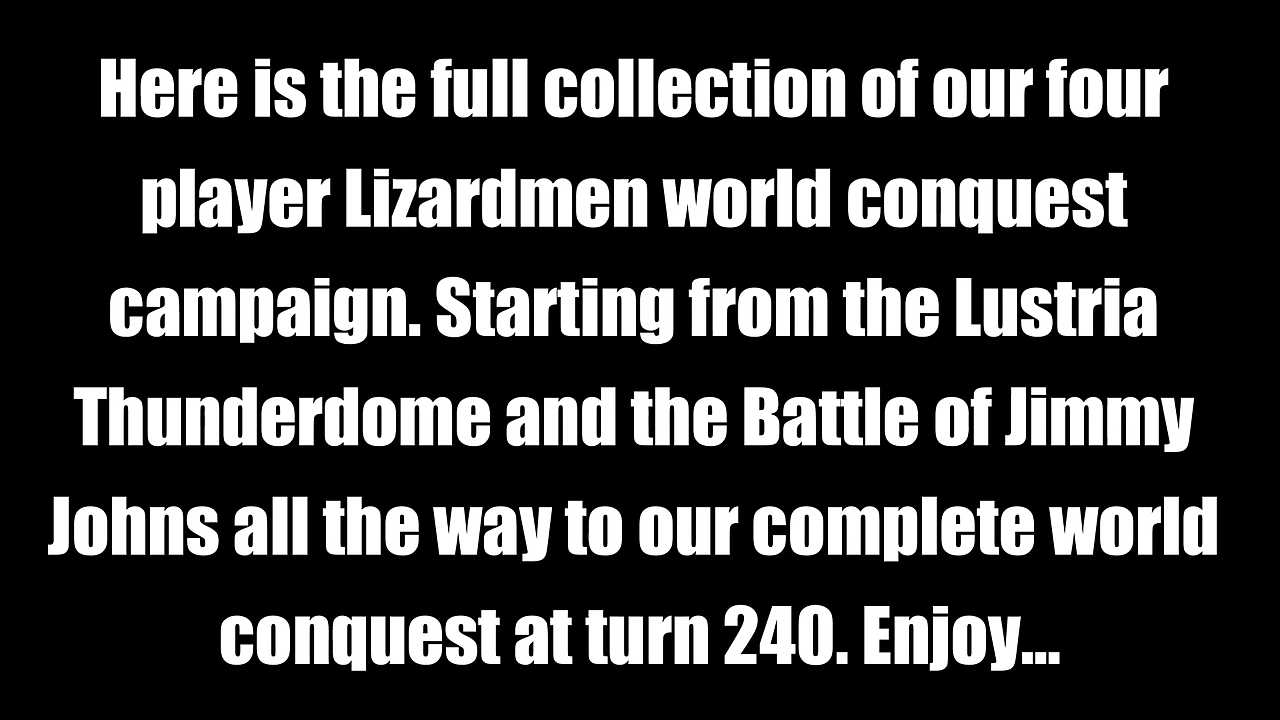 Here is the full collection of our four
player Lizardmen world conquest
campaign. Starting from the Lustria
Thunderdome and the Battle of Jimmy
Johns all the way to our complete world
conquest at turn 240. Enjoy...